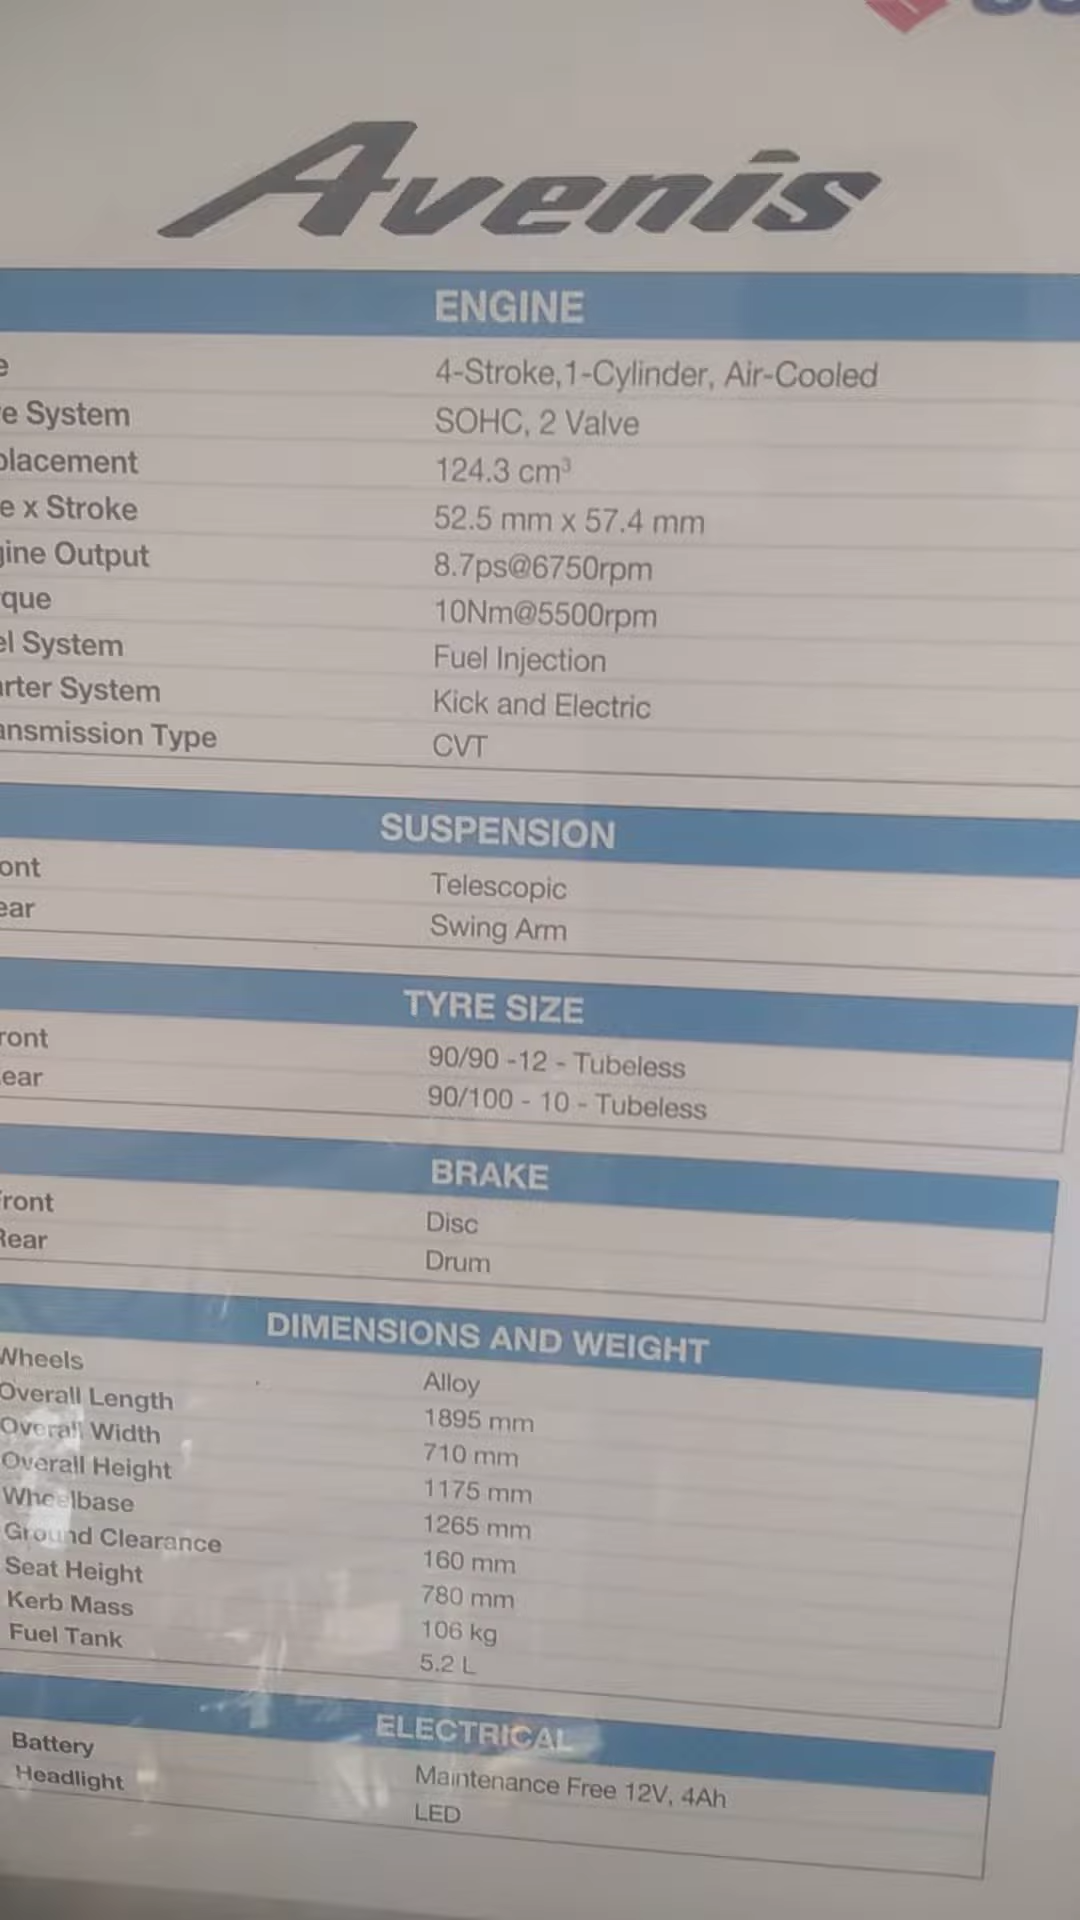 Avenis
ENGINE
e 4-Stroke,1-Cylinder, Air-Cooled
e System SOHC, 2 Valve
placement 124.3 cm³
e x Stroke 52.5 mm x 57.4 mm
gine Output 8.7ps@6750rpm
rque 10Nm@5500rpm
el System Fuel Injection
arter System Kick and Electric
ansmission Type CVT
SUSPENSION
ont Telescopic
ear Swing Arm
TYRE SIZE
ront 90/90 -12 - Tubeless
ear 90/100 - 10 - Tubeless
BRAKE
Front Disc
Rear Drum
DIMENSIONS AND WEIGHT
Wheels Alloy
Overall Length 1895 mm
Overall Width 710 mm
Overall Height 1175 mm
Wheelbase 1265 mm
Ground Clearance 160 mm
Seat Height 780 mm
Kerb Mass 106 kg
Fuel Tank 5.2 L
ELECTRICAL
Battery Maintenance Free 12V, 4Ah
Headlight LED